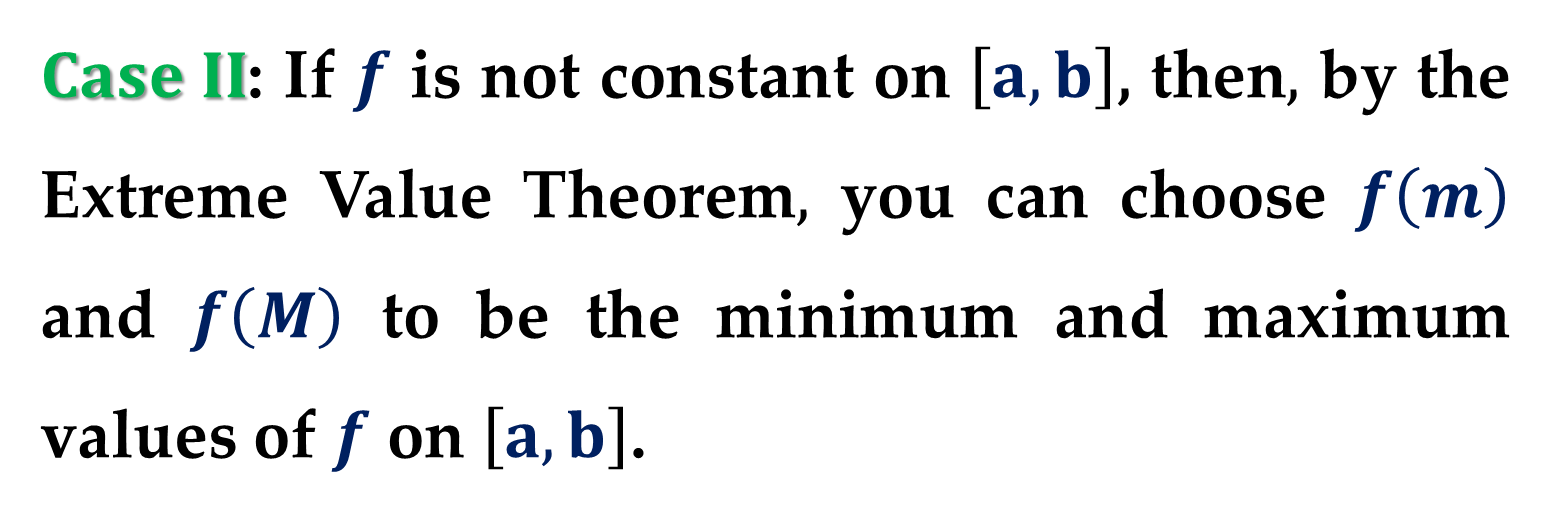 Case II: If f is not constant on [a, b], then, by the
Extreme Value Theorem, you can choose f(m)
and f(M) to be the minimum and maximum
values of f on [a, b].